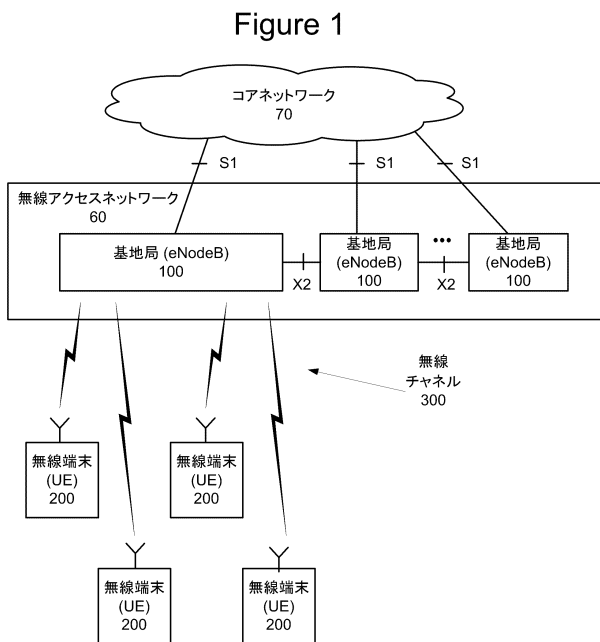 Figure 1
コアネットワーク
70
S1
S1
S1
無線アクセスネットワーク
60
基地局 (eNodeB)
100
X2
基地局
(eNodeB)
100
•••
X2
基地局
(eNodeB)
100
無線
チャネル
300
無線端末
(UE)
200
無線端末
(UE)
200
無線端末
(UE)
200
無線端末
(UE)
200